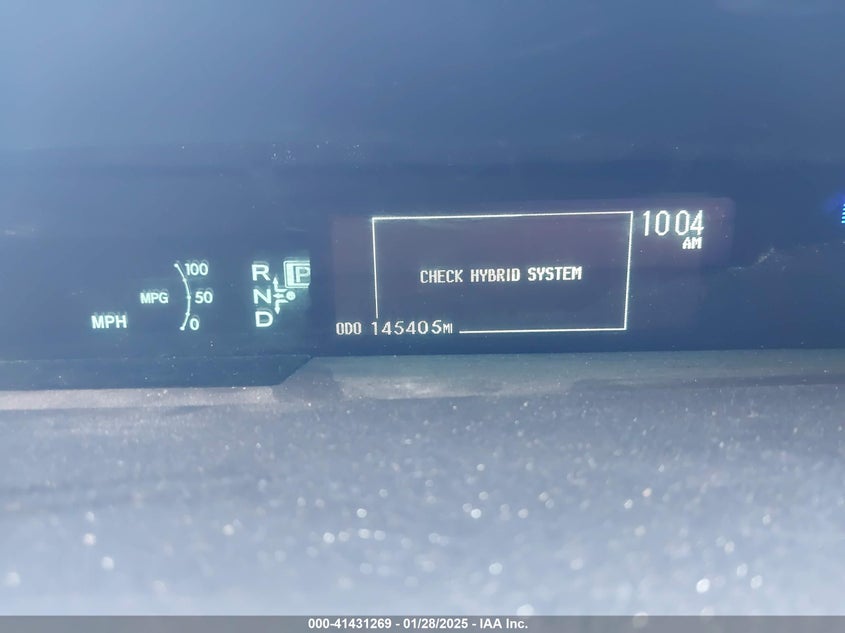 1004
AM
100
MPG 50
MPH 0
R P
N
D
CHECK HYBRID SYSTEM
ODO 145405MI
000-41431269 - 01/28/2025 - IAA Inc.